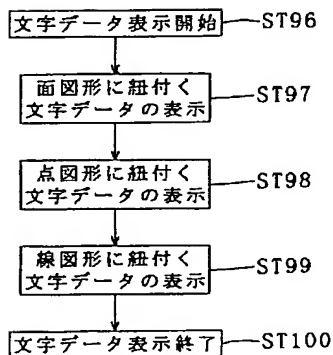 文字データ表示開始 ST96
面図形に紐付く
文字データの表示 ST97
点図形に紐付く
文字データの表示 ST98
線図形に紐付く
文字データの表示 ST99
文字データ表示終了 ST100